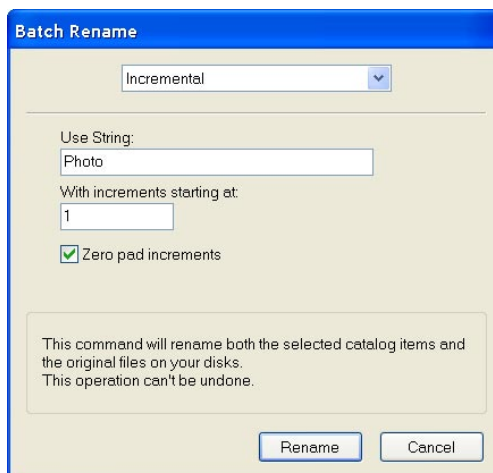 Batch Rename
Incremental
Use String:
Photo
With increments starting at:
1
Zero pad increments
This command will rename both the selected catalog items and
the original files on your disks.
This operation can't be undone.
Rename
Cancel